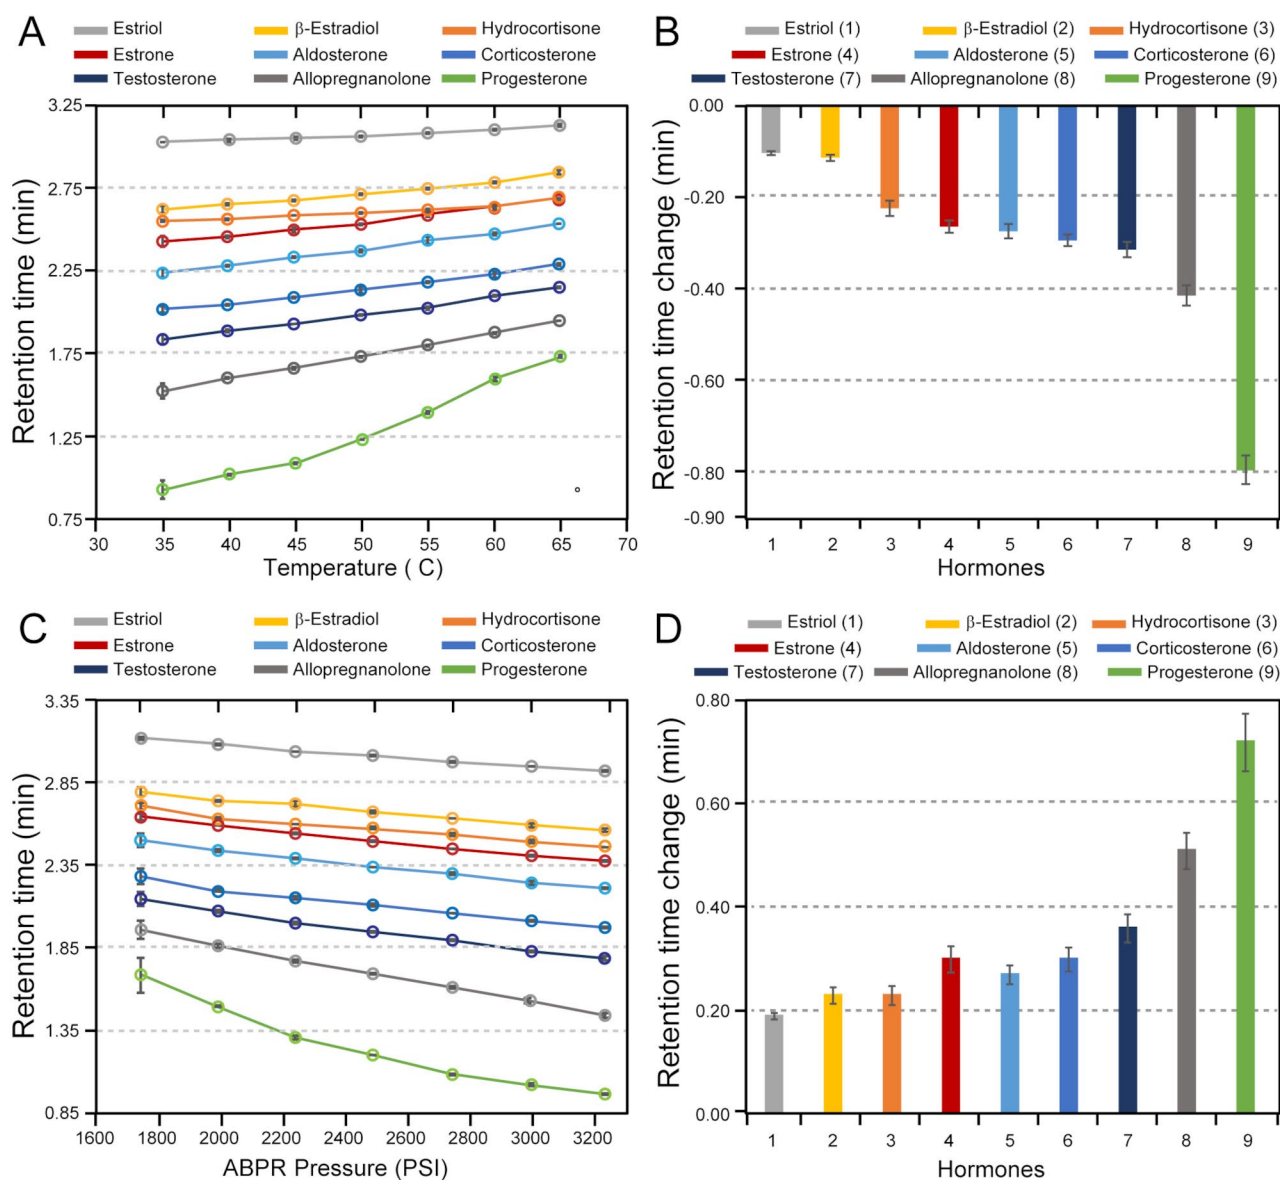 A
Estriol β-Estradiol Hydrocortisone
Estrone Aldosterone Corticosterone
Testosterone Allopregnanolone Progesterone
Retention time (min)
3.25
2.75
2.25
1.75
1.25
0.75
30 35 40 45 50 55 60 65 70
Temperature ( C)
B
Estriol (1) β-Estradiol (2) Hydrocortisone (3)
Estrone (4) Aldosterone (5) Corticosterone (6)
Testosterone (7) Allopregnanolone (8) Progesterone (9)
Retention time change (min)
0.00
-0.20
-0.40
-0.60
-0.80
-0.90
1 2 3 4 5 6 7 8 9
Hormones
C
Estriol β-Estradiol Hydrocortisone
Estrone Aldosterone Corticosterone
Testosterone Allopregnanolone Progesterone
Retention time (min)
3.35
2.85
2.35
1.85
1.35
0.85
1600 1800 2000 2200 2400 2600 2800 3000 3200
ABPR Pressure (PSI)
D
Estriol (1) β-Estradiol (2) Hydrocortisone (3)
Estrone (4) Aldosterone (5) Corticosterone (6)
Testosterone (7) Allopregnanolone (8) Progesterone (9)
Retention time change (min)
0.80
0.60
0.40
0.20
0.00
1 2 3 4 5 6 7 8 9
Hormones